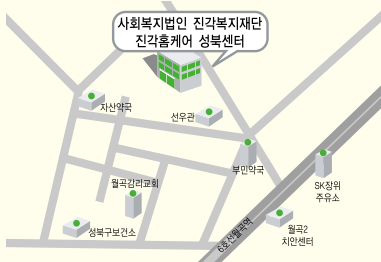 사회복지법인 진각복지재단
진각홈케어 성북센터
자산약국
선우관
부민약국
월곡감리교회
SK장위
주유소
성북구보건소
월곡2
치안센터
6호선월곡역